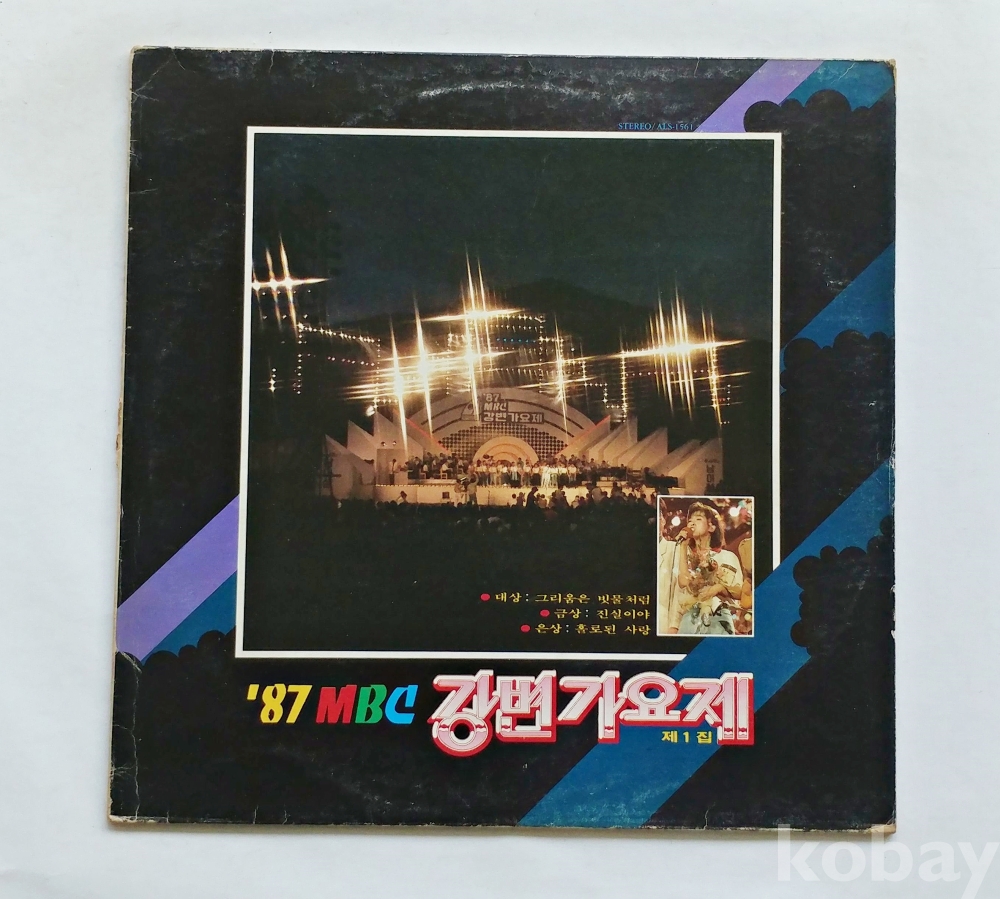 STEREO/ALS-1561
'87
MBC
강변가요제
● 대상 : 그리움은 빗물처럼
● 금상 : 진실이야
● 은상 : 홀로된 사랑
'87 MBC 강변가요제
제1집
kobay